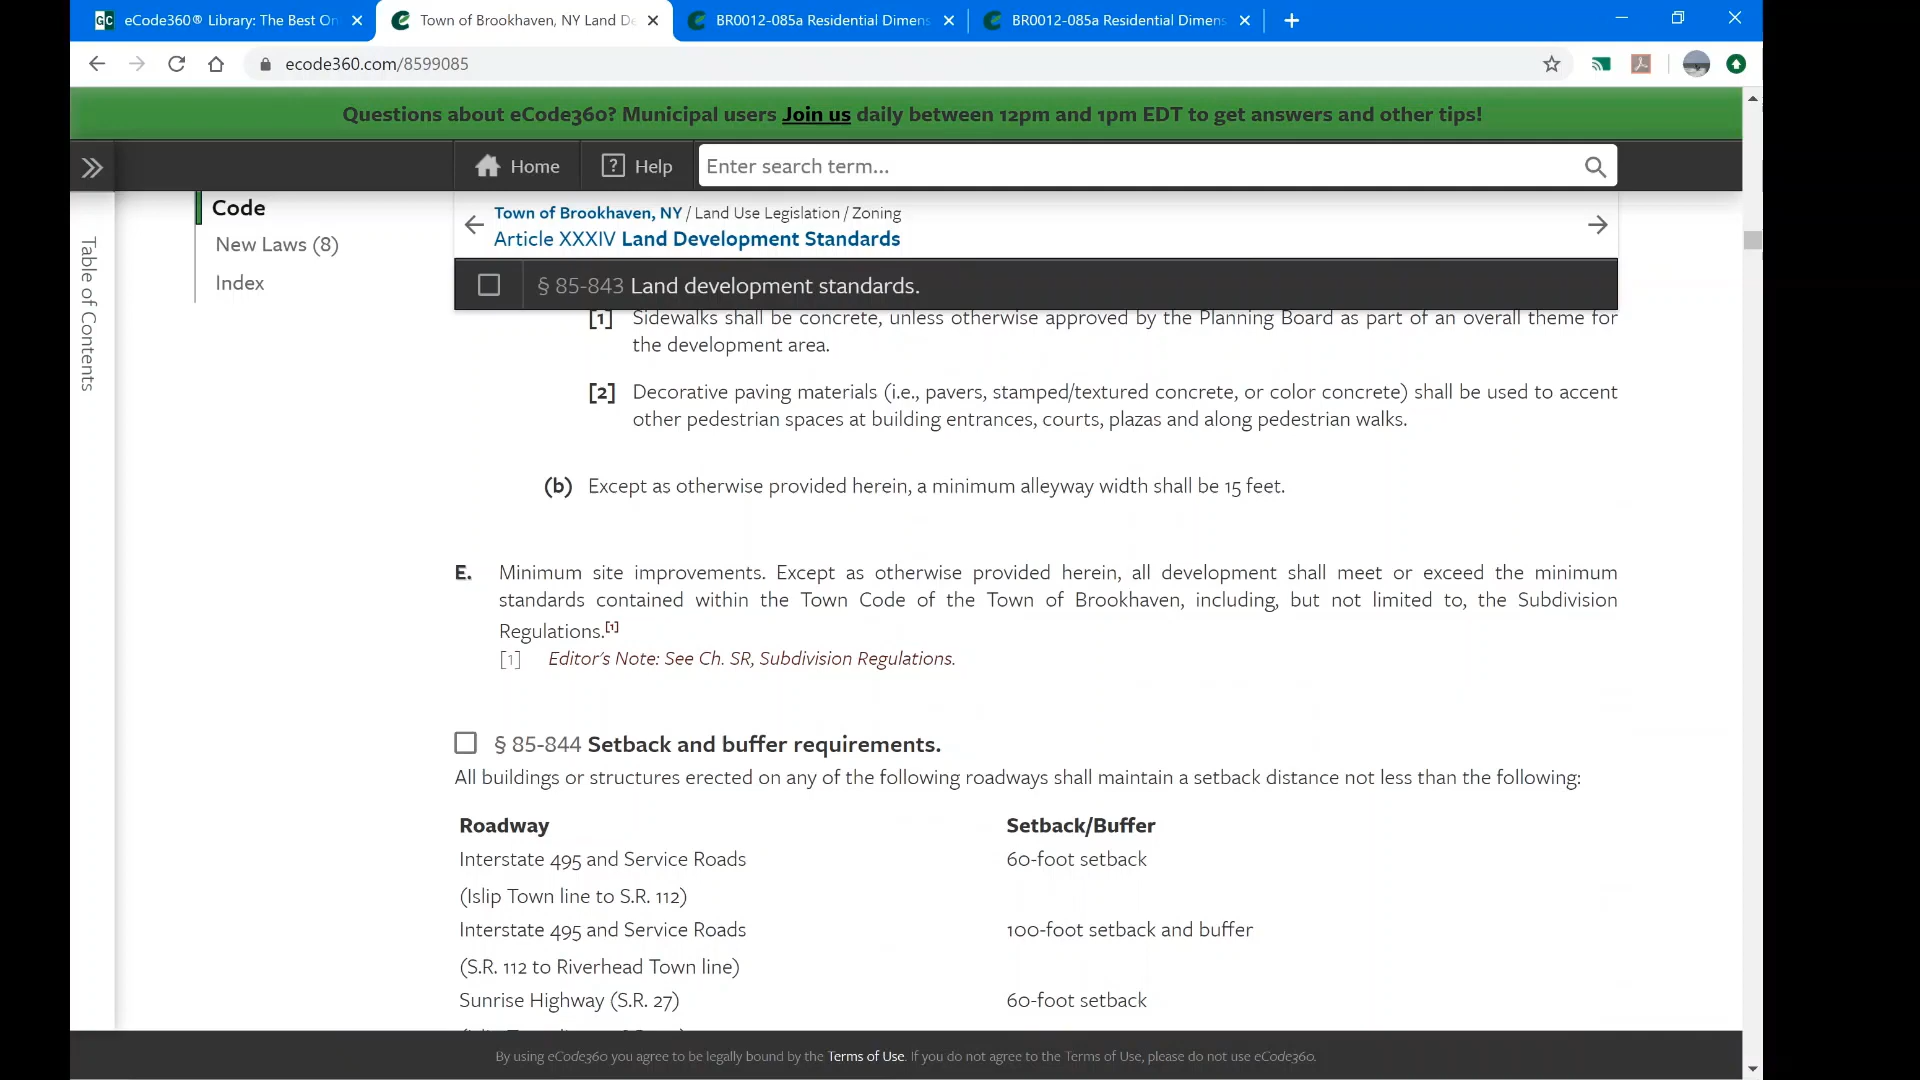 GC eCode360® Library: The Best On
Town of Brookhaven, NY Land De
BR0012-085a Residential Dimens
BR0012-085a Residential Dimens
ecode360.com/8599085
Questions about eCode360? Municipal users Join us daily between 12pm and 1pm EDT to get answers and other tips!
Home
Help
Enter search term...
Table of Contents
Code
New Laws (8)
Index
Town of Brookhaven, NY / Land Use Legislation / Zoning
Article XXXIV Land Development Standards
§ 85-843 Land development standards.
[1] Sidewalks shall be concrete, unless otherwise approved by the Planning Board as part of an overall theme for
the development area.
[2] Decorative paving materials (i.e., pavers, stamped/textured concrete, or color concrete) shall be used to accent
other pedestrian spaces at building entrances, courts, plazas and along pedestrian walks.
(b) Except as otherwise provided herein, a minimum alleyway width shall be 15 feet.
E. Minimum site improvements. Except as otherwise provided herein, all development shall meet or exceed the minimum
standards contained within the Town Code of the Town of Brookhaven, including, but not limited to, the Subdivision
Regulations.[1]
[1] Editor's Note: See Ch. SR, Subdivision Regulations.
§ 85-844 Setback and buffer requirements.
All buildings or structures erected on any of the following roadways shall maintain a setback distance not less than the following:
Roadway Setback/Buffer
Interstate 495 and Service Roads 60-foot setback
(Islip Town line to S.R. 112)
Interstate 495 and Service Roads 100-foot setback and buffer
(S.R. 112 to Riverhead Town line)
Sunrise Highway (S.R. 27) 60-foot setback
By using eCode360 you agree to be legally bound by the Terms of Use. If you do not agree to the Terms of Use, please do not use eCode360.